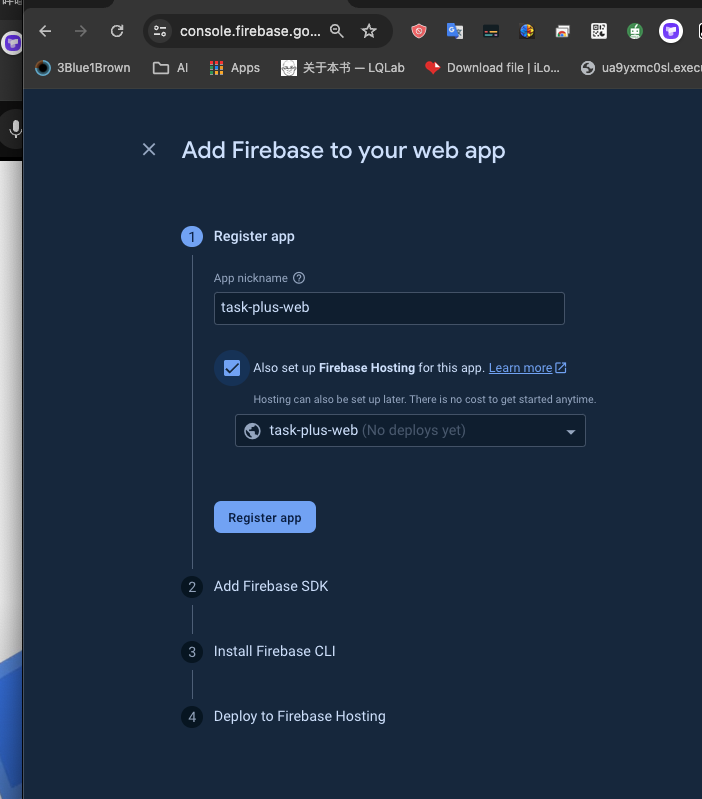 console.firebase.go...
3Blue1Brown
AI
Apps
关于本书 — LQLab
Download file | iLo...
ua9yxmc0sl.execu
Add Firebase to your web app
1 Register app
App nickname
task-plus-web
Also set up Firebase Hosting for this app. Learn more
Hosting can also be set up later. There is no cost to get started anytime.
task-plus-web (No deploys yet)
Register app
2 Add Firebase SDK
3 Install Firebase CLI
4 Deploy to Firebase Hosting